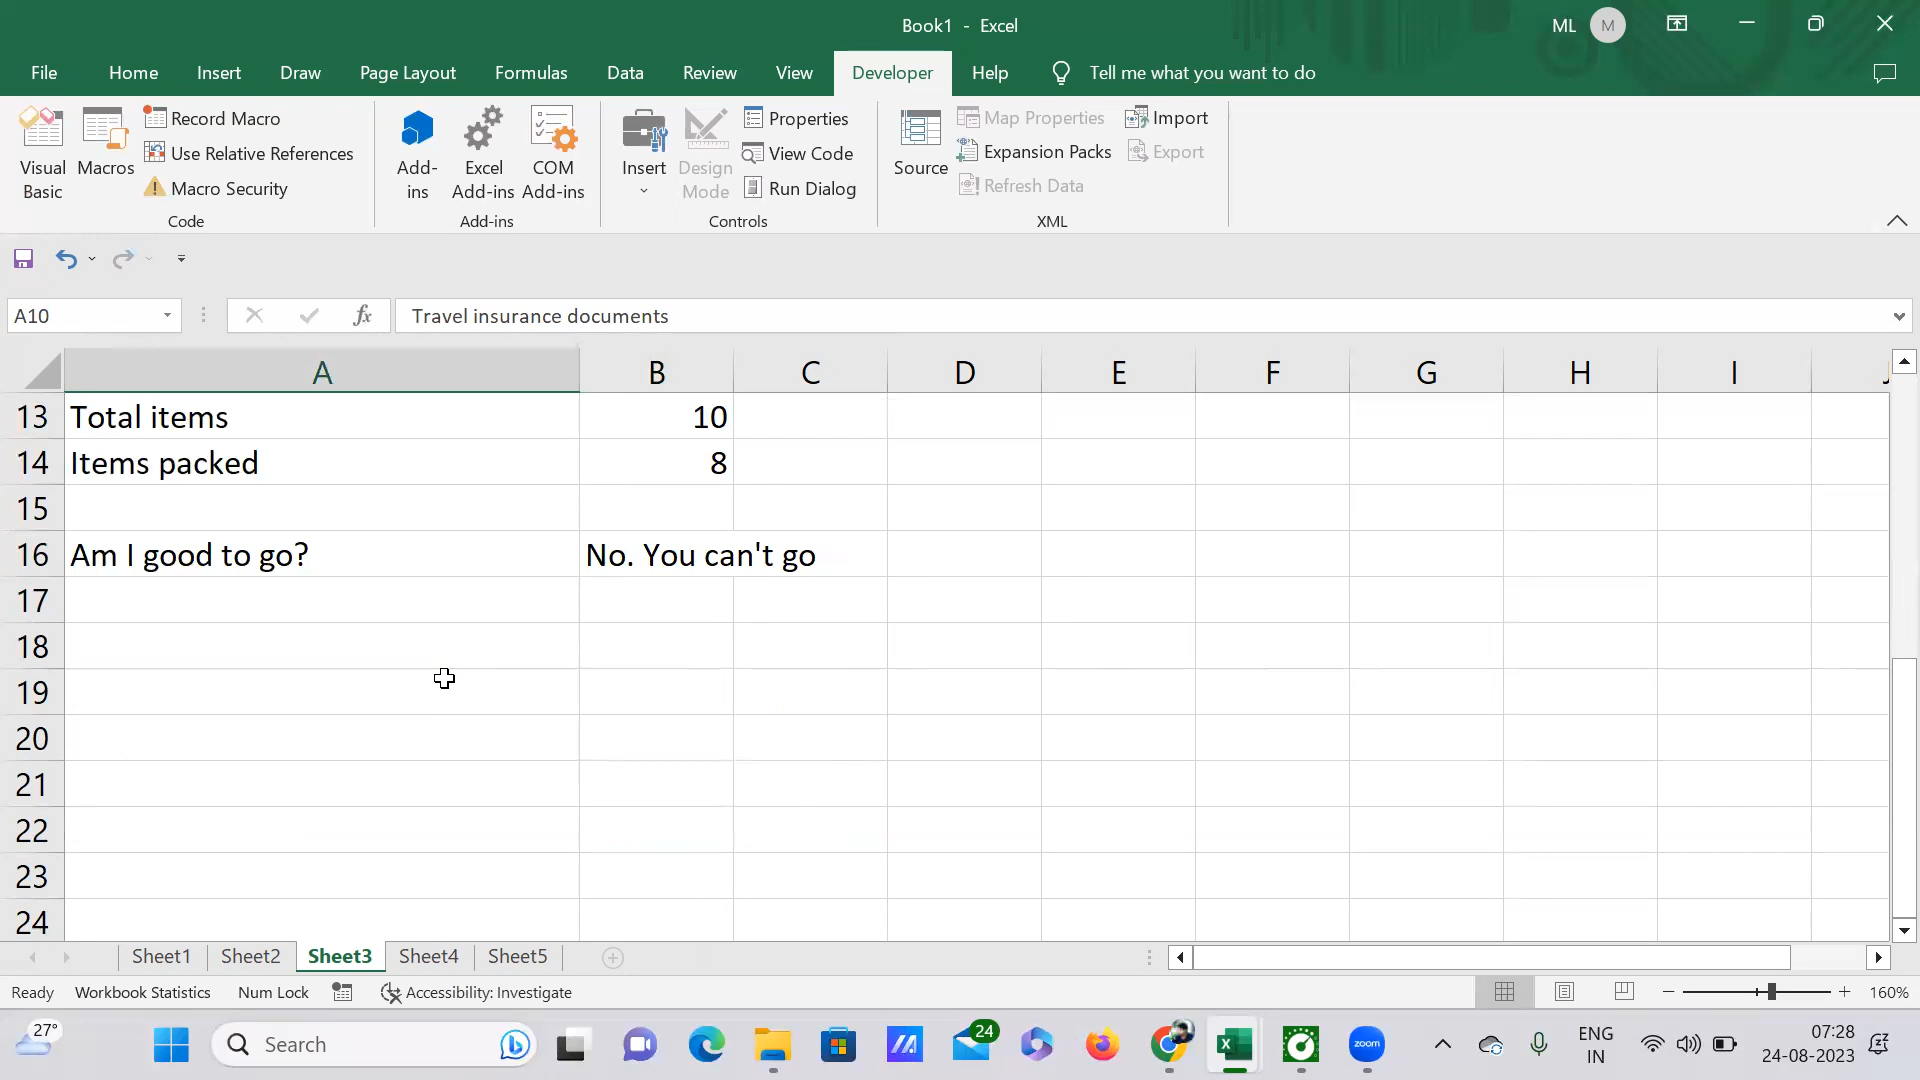 Book1 - Excel
ML
M
File
Home
Insert
Draw
Page Layout
Formulas
Data
Review
View
Developer
Help
Tell me what you want to do
Visual Basic
Macros
Record Macro
Use Relative References
Macro Security
Code
Add-ins
Excel Add-ins
COM Add-ins
Add-ins
Insert
Design Mode
Properties
View Code
Run Dialog
Controls
Source
Map Properties
Expansion Packs
Refresh Data
Import
Export
XML
A10
fx
Travel insurance documents
A B C D E F G H I J
13 Total items 10
14 Items packed 8
15
16 Am I good to go? No. You can't go
17
18
19
20
21
22
23
24
Sheet1
Sheet2
Sheet3
Sheet4
Sheet5
Ready
Workbook Statistics
Num Lock
Accessibility: Investigate
160%
27°
Search
24
zoom
ENG
IN
07:28
24-08-2023